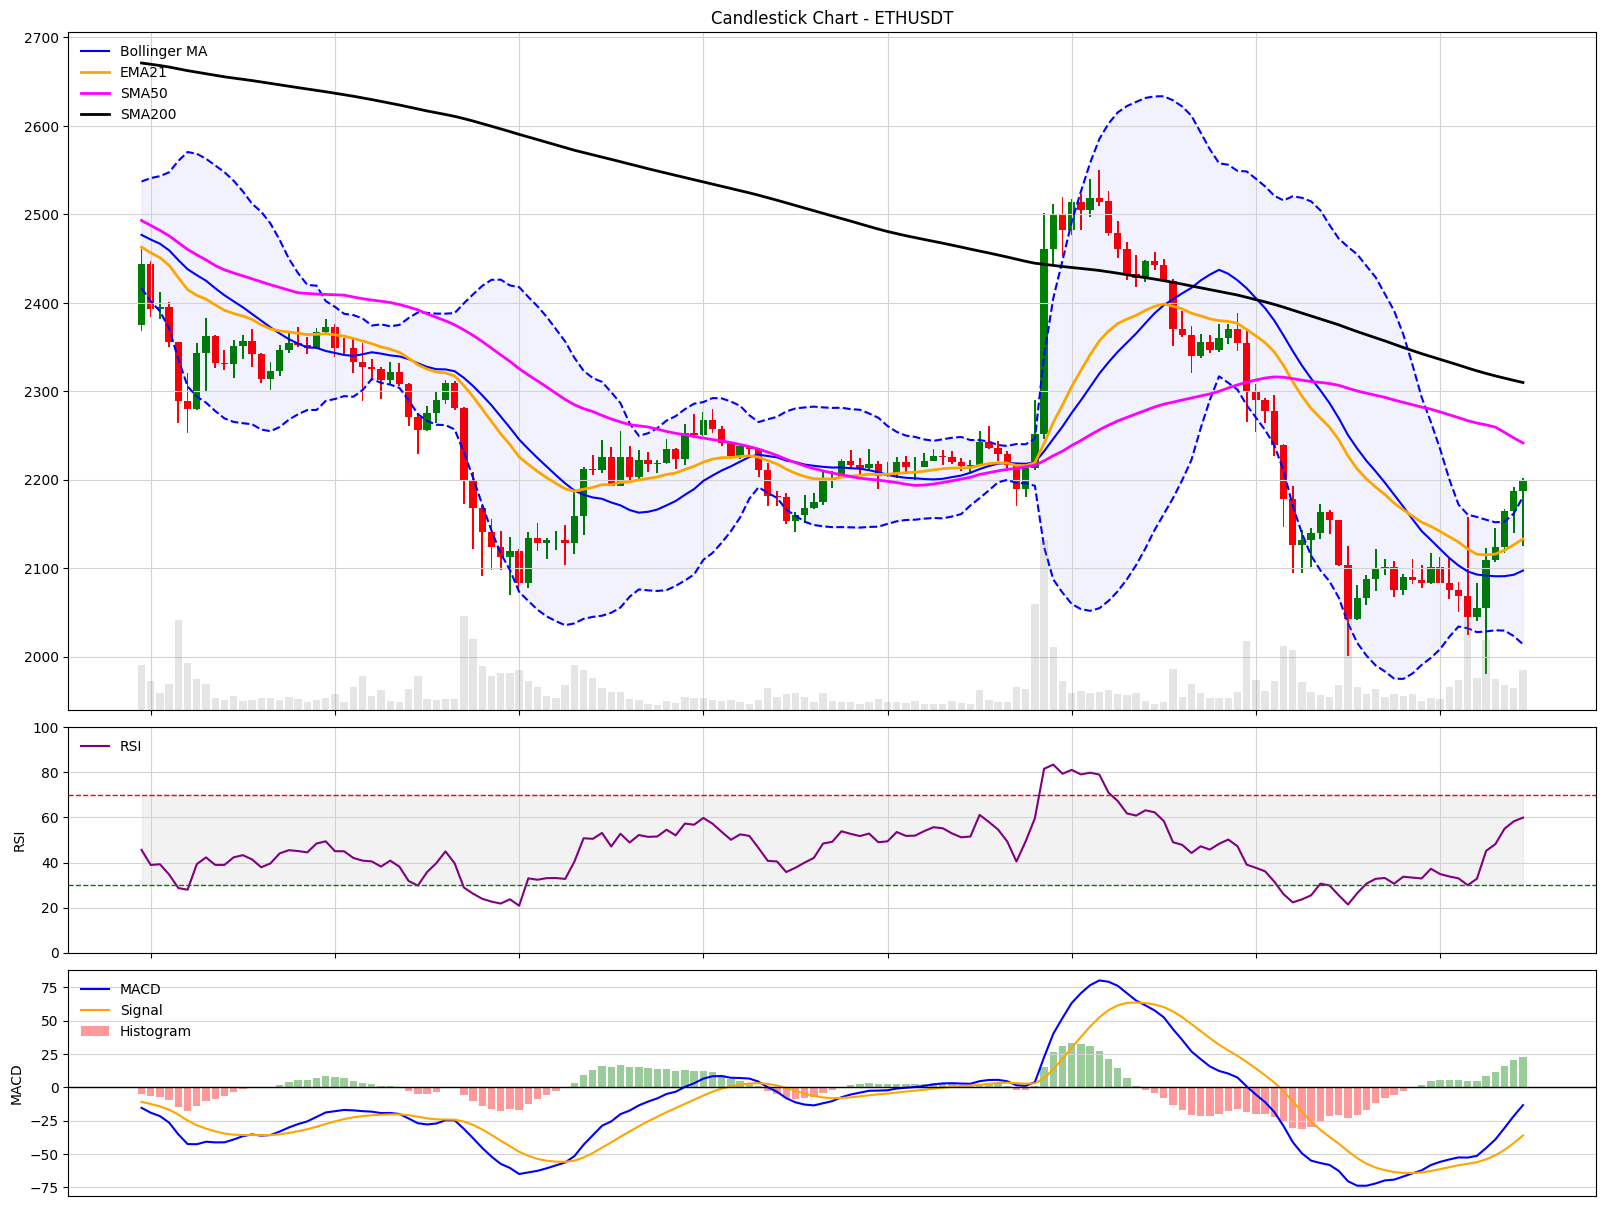 Candlestick Chart - ETHUSDT
Bollinger MA
EMA21
SMA50
SMA200
2700
2600
2500
2400
2300
2200
2100
2000
RSI
100
80
60
40
20
0
RSI
MACD
Signal
Histogram
75
50
25
0
−25
−50
−75
MACD